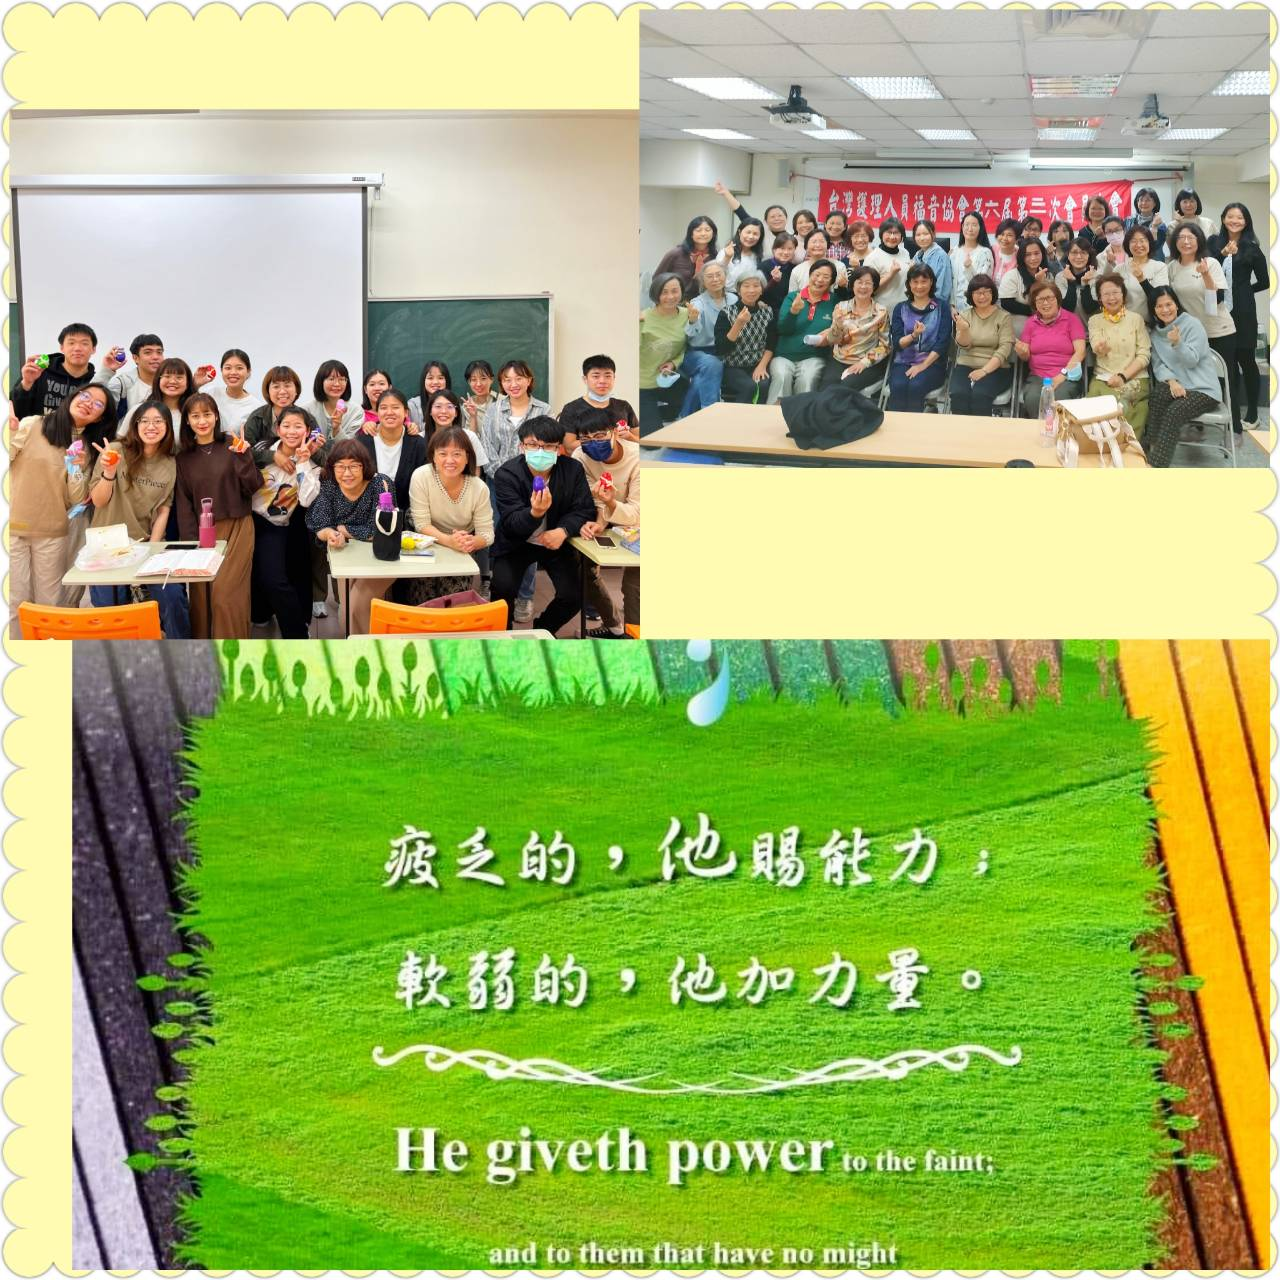 台灣護理人員福音協會第六屆第二次會員大會
疲乏的，他賜能力；
軟弱的，他加力量。
He giveth power to the faint;
and to them that have no might